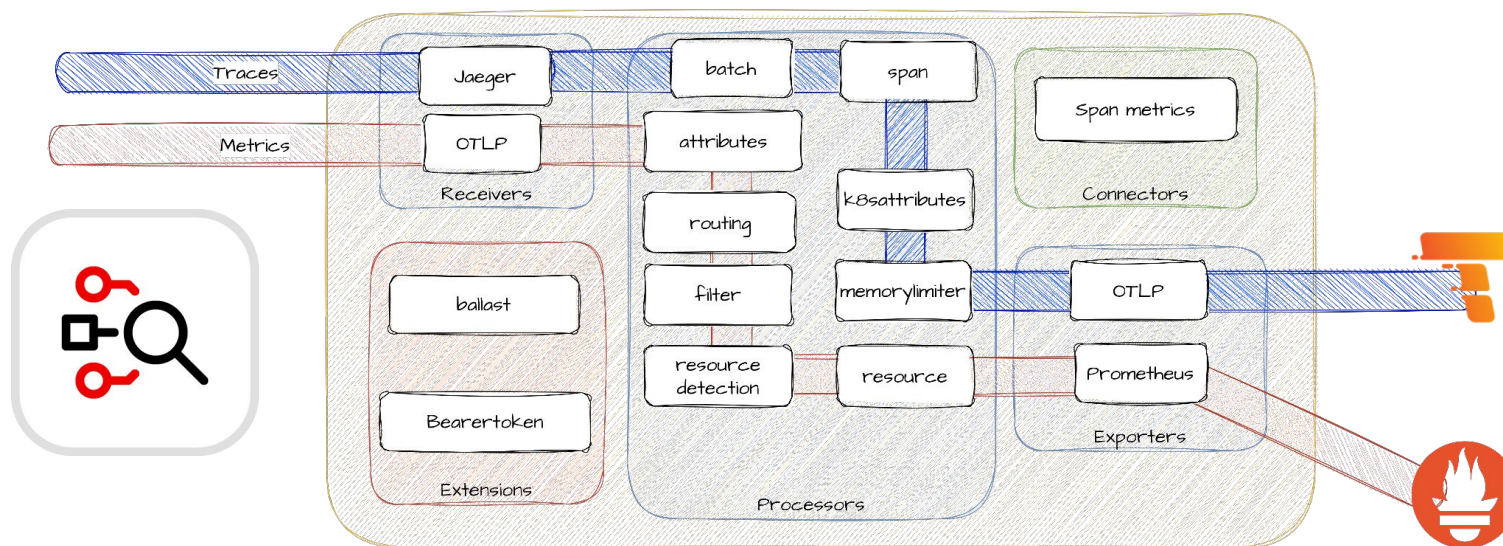 Traces
Jaeger
batch
span
Span metrics
Metrics
OTLP
attributes
Receivers
k8sattributes
Connectors
routing
ballast
filter
memorylimiter
OTLP
resource
detection
resource
Prometheus
Bearertoken
Exporters
Extensions
Processors